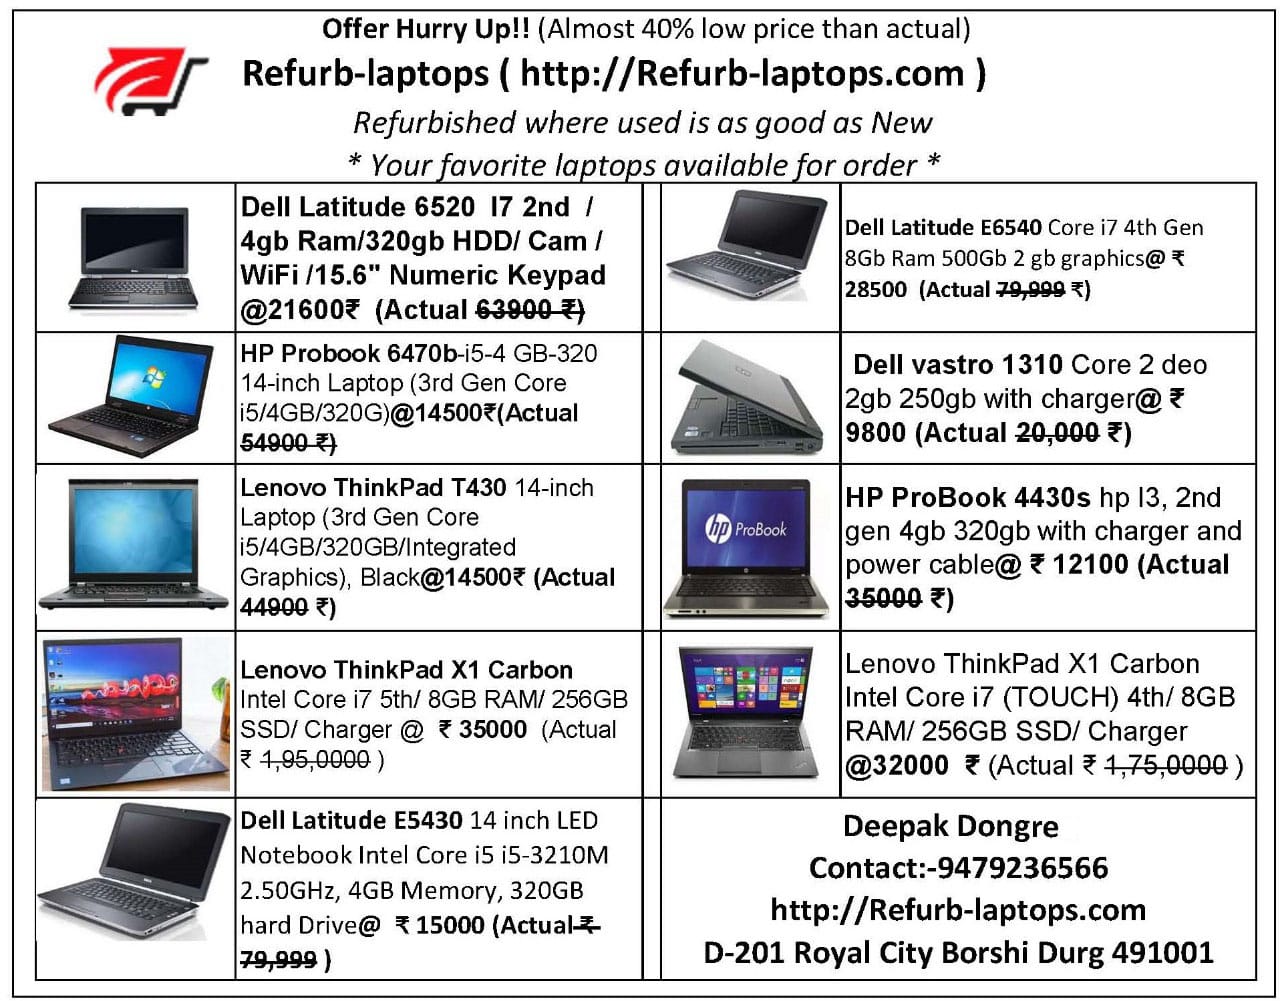 Offer Hurry Up!! (Almost 40% low price than actual)
Refurb-laptops ( http://Refurb-laptops.com )
Refurbished where used is as good as New
* Your favorite laptops available for order *
Dell Latitude 6520 I7 2nd /
4gb Ram/320gb HDD/ Cam /
WiFi /15.6" Numeric Keypad
@21600₹ (Actual 63900 ₹)
Dell Latitude E6540 Core i7 4th Gen
8Gb Ram 500Gb 2 gb graphics@ ₹
28500 (Actual 79,999 ₹)
HP Probook 6470b-i5-4 GB-320
14-inch Laptop (3rd Gen Core
i5/4GB/320G)@14500₹(Actual
54900 ₹)
Dell vastro 1310 Core 2 deo
2gb 250gb with charger@ ₹
9800 (Actual 20,000 ₹)
Lenovo ThinkPad T430 14-inch
Laptop (3rd Gen Core
i5/4GB/320GB/Integrated
Graphics), Black@14500₹ (Actual
44900 ₹)
hp ProBook
HP ProBook 4430s hp I3, 2nd
gen 4gb 320gb with charger and
power cable@ ₹ 12100 (Actual
35000 ₹)
Lenovo ThinkPad X1 Carbon
Intel Core i7 5th/ 8GB RAM/ 256GB
SSD/ Charger @ ₹ 35000 (Actual
₹ 1,95,0000 )
Lenovo ThinkPad X1 Carbon
Intel Core i7 (TOUCH) 4th/ 8GB
RAM/ 256GB SSD/ Charger
@32000 ₹ (Actual ₹ 1,75,0000 )
Dell Latitude E5430 14 inch LED
Notebook Intel Core i5 i5-3210M
2.50GHz, 4GB Memory, 320GB
hard Drive@ ₹ 15000 (Actual ₹
79,999 )
Deepak Dongre
Contact:-9479236566
http://Refurb-laptops.com
D-201 Royal City Borshi Durg 491001